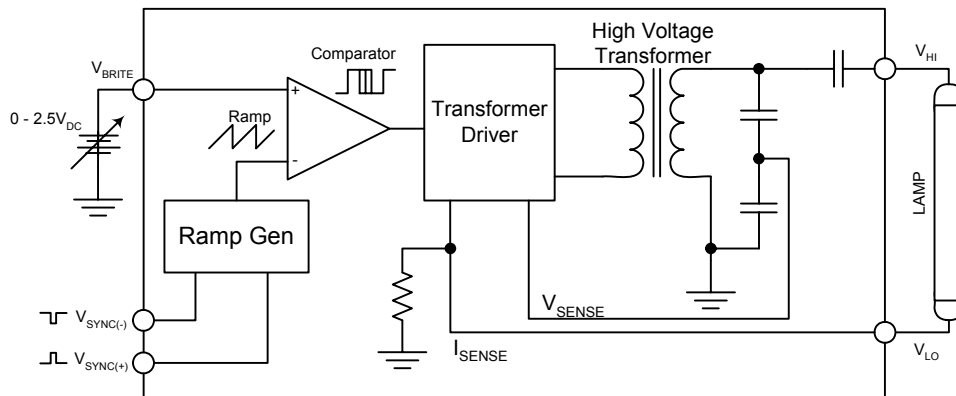 High Voltage
Transformer
Comparator
V_BRITE
V_HI
0 - 2.5V_DC
+
Ramp
-
Transformer
Driver
LAMP
Ramp Gen
V_SENSE
V_SYNC(-)
I_SENSE
V_LO
V_SYNC(+)